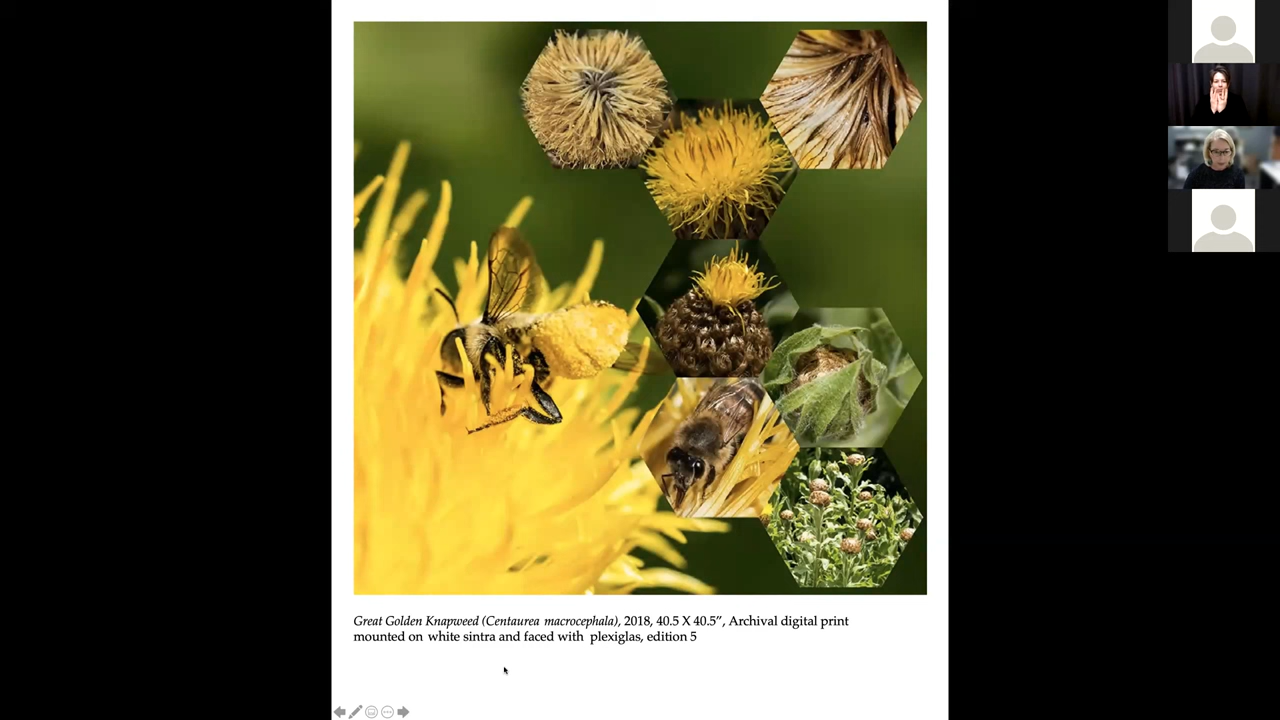 Great Golden Knapweed (Centaurea macrocephala), 2018, 40.5 X 40.5”, Archival digital print
mounted on white sintra and faced with plexiglas, edition 5